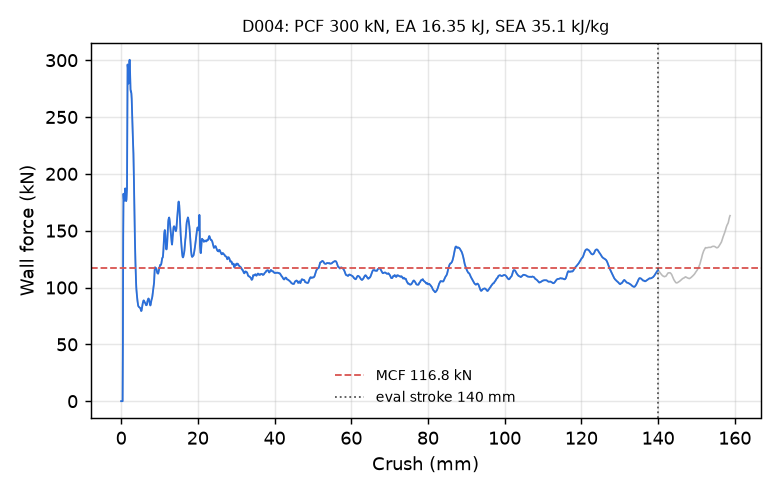 D004: PCF 300 kN, EA 16.35 kJ, SEA 35.1 kJ/kg
Wall force (kN)
300
250
200
150
100
50
0
MCF 116.8 kN
eval stroke 140 mm
0 20 40 60 80 100 120 140 160
Crush (mm)